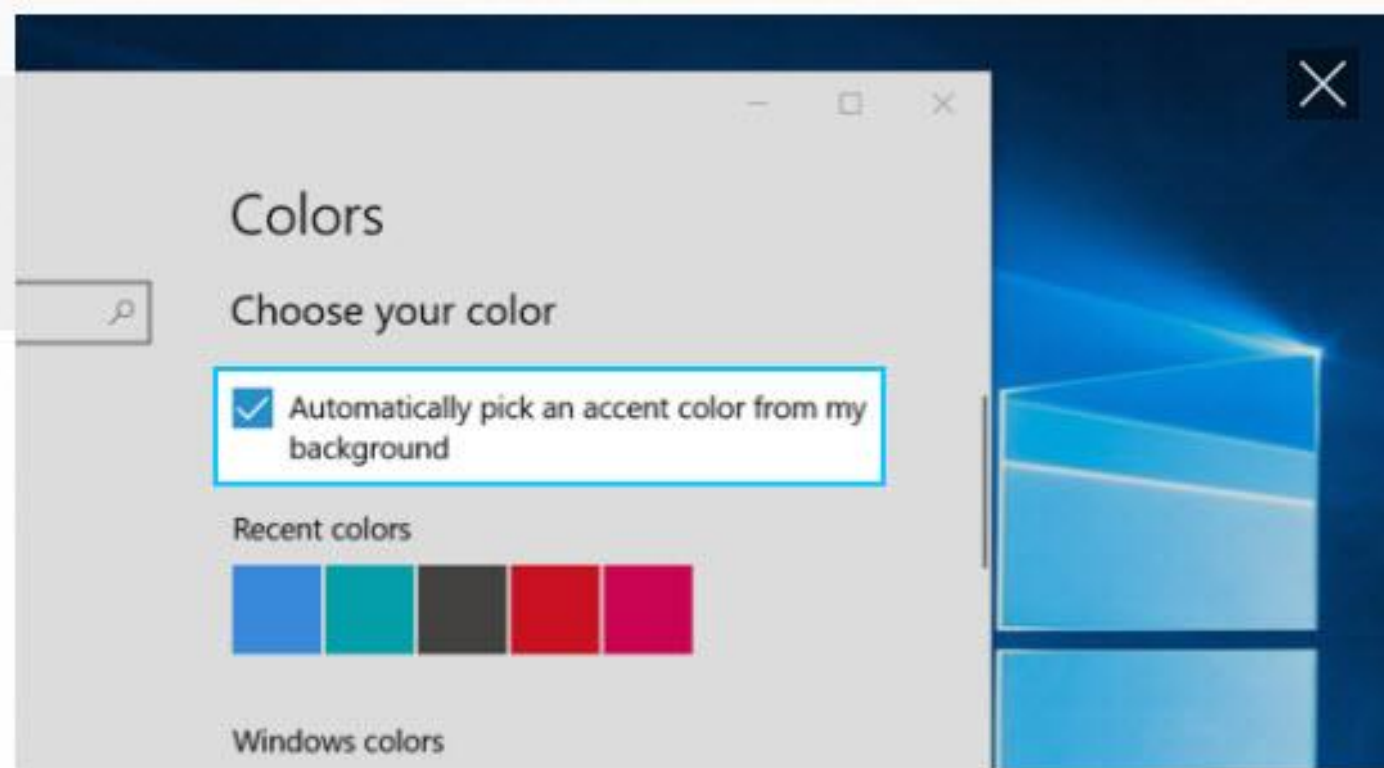 Colors
Choose your color
Automatically pick an accent color from my
background
Recent colors
Windows colors